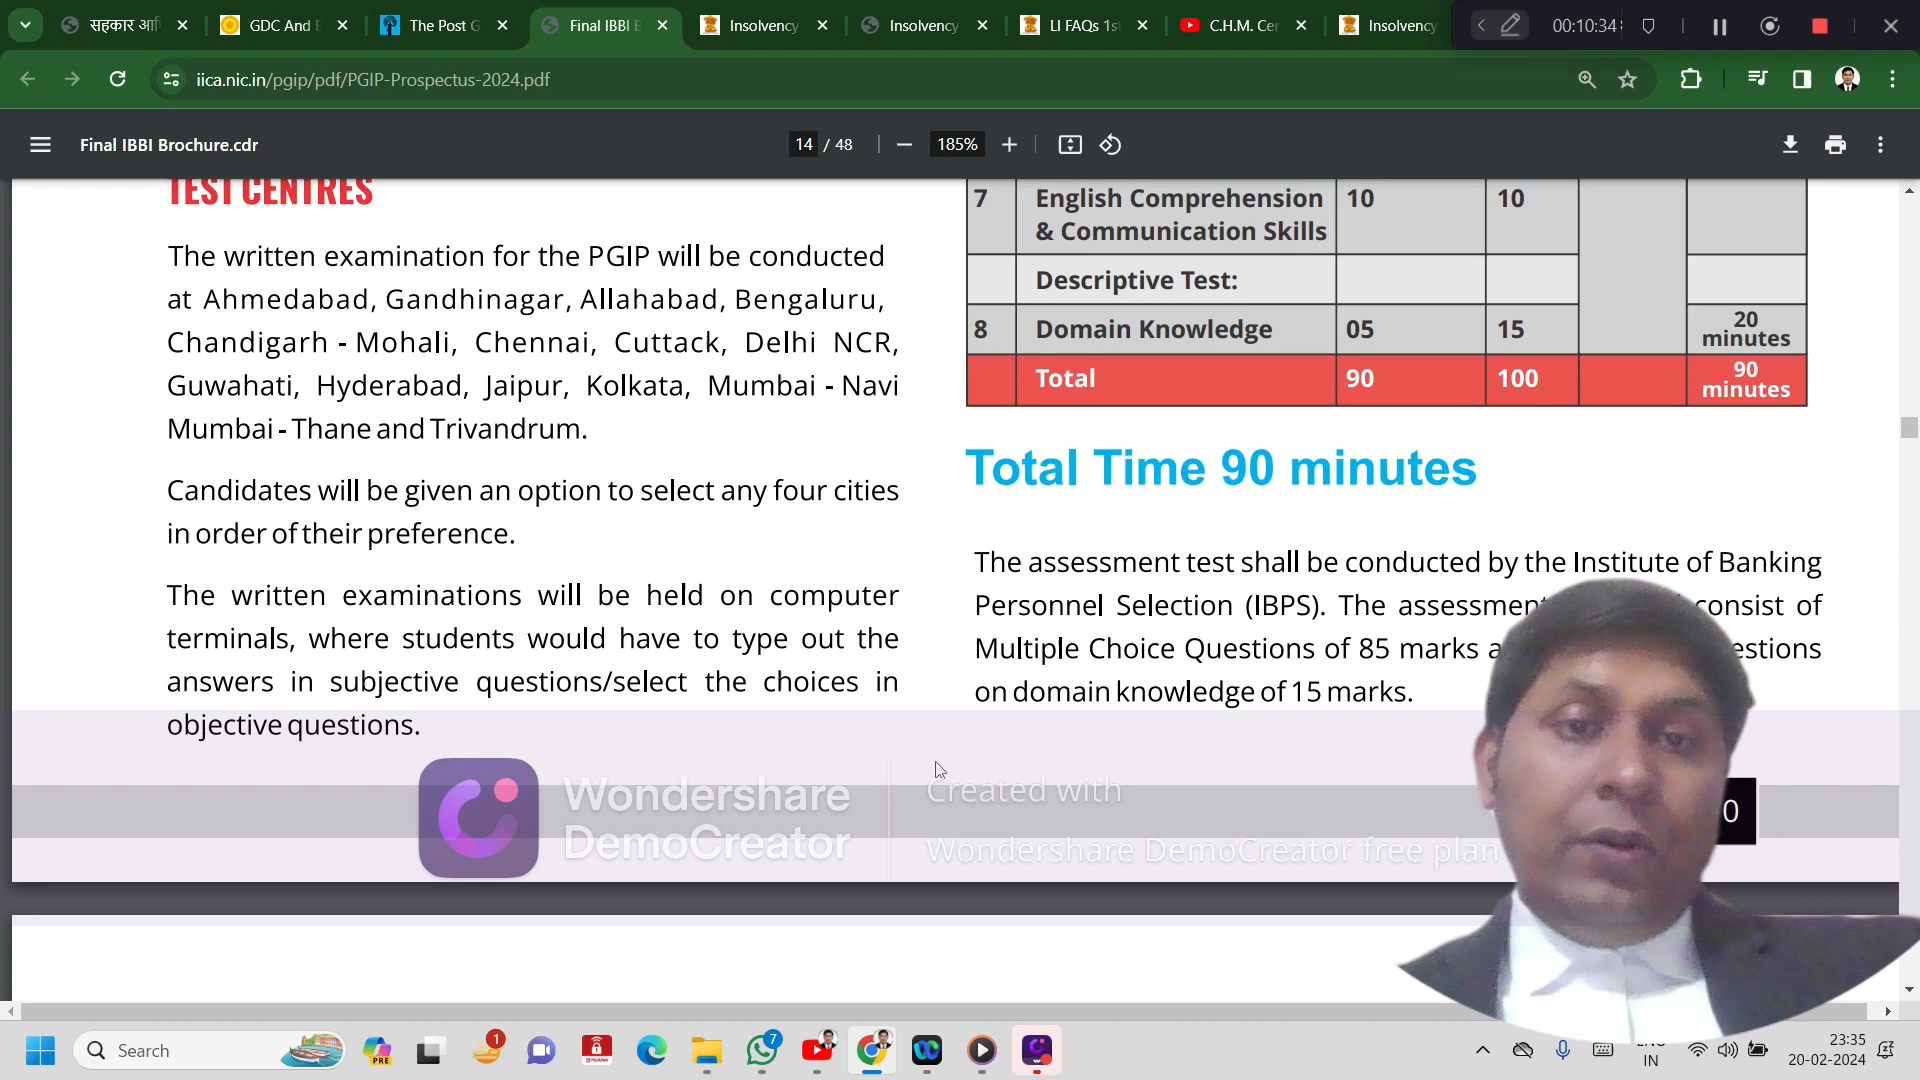 सहकार आ
GDC And
The Post G
Final IBBI B
Insolvency
Insolvency
LI FAQs 1s
C.H.M. Cer
Insolvency
00:10:34
iica.nic.in/pgip/pdf/PGIP-Prospectus-2024.pdf
Final IBBI Brochure.cdr
14 / 48
185%
TEST CENTRES
The written examination for the PGIP will be conducted
at Ahmedabad, Gandhinagar, Allahabad, Bengaluru,
Chandigarh - Mohali, Chennai, Cuttack, Delhi NCR,
Guwahati, Hyderabad, Jaipur, Kolkata, Mumbai - Navi
Mumbai - Thane and Trivandrum.
Candidates will be given an option to select any four cities
in order of their preference.
The written examinations will be held on computer
terminals, where students would have to type out the
answers in subjective questions/select the choices in
objective questions.
7 English Comprehension 10 10
& Communication Skills
Descriptive Test:
8 Domain Knowledge 05 15 20 minutes
Total 90 100 90 minutes
Total Time 90 minutes
The assessment test shall be conducted by the Institute of Banking
Personnel Selection (IBPS). The assessment consist of
Multiple Choice Questions of 85 marks estions
on domain knowledge of 15 marks.
Wondershare
DemoCreator
Created with
Wondershare DemoCreator free plan
0
Search
PRE
1
McAfee
7
ENG
IN
23:35
20-02-2024